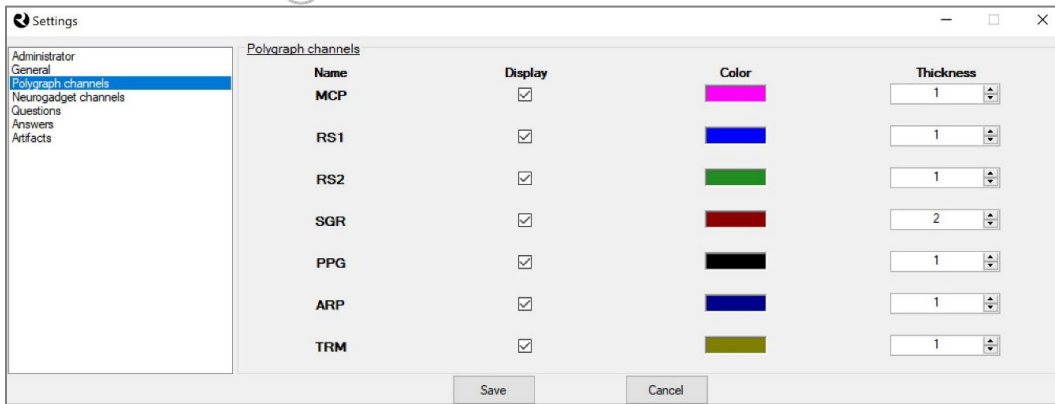 Settings
Administrator
General
Polygraph channels
Neurogadget channels
Questions
Answers
Artifacts
Polygraph channels
Name Display Color Thickness
MCP 1
RS1 1
RS2 1
SGR 2
PPG 1
ARP 1
TRM 1
Save Cancel